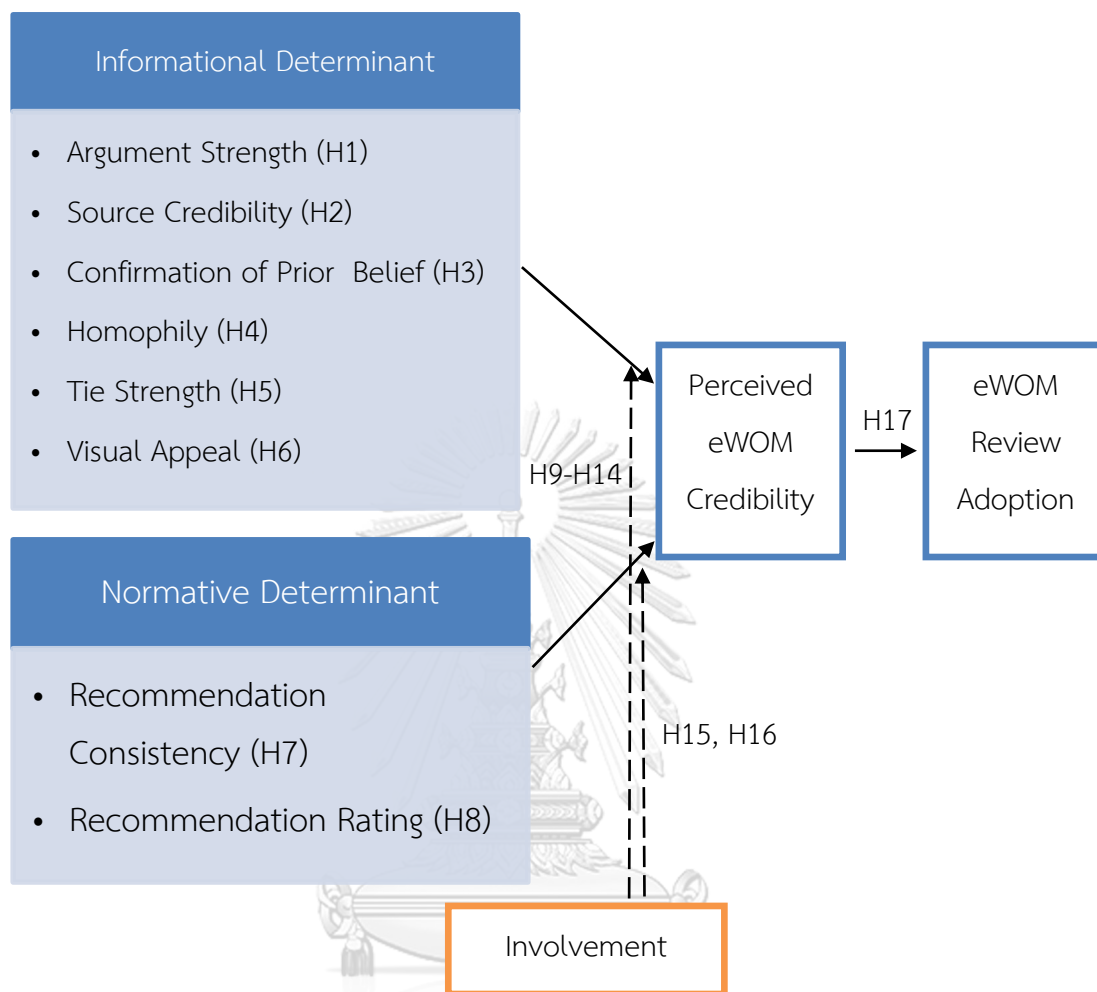 Informational Determinant
• Argument Strength (H1)
• Source Credibility (H2)
• Confirmation of Prior Belief (H3)
• Homophily (H4)
• Tie Strength (H5)
• Visual Appeal (H6)
Normative Determinant
• Recommendation
Consistency (H7)
• Recommendation Rating (H8)
H9-H14
H15, H16
Involvement
Perceived
eWOM
Credibility
H17
eWOM
Review
Adoption